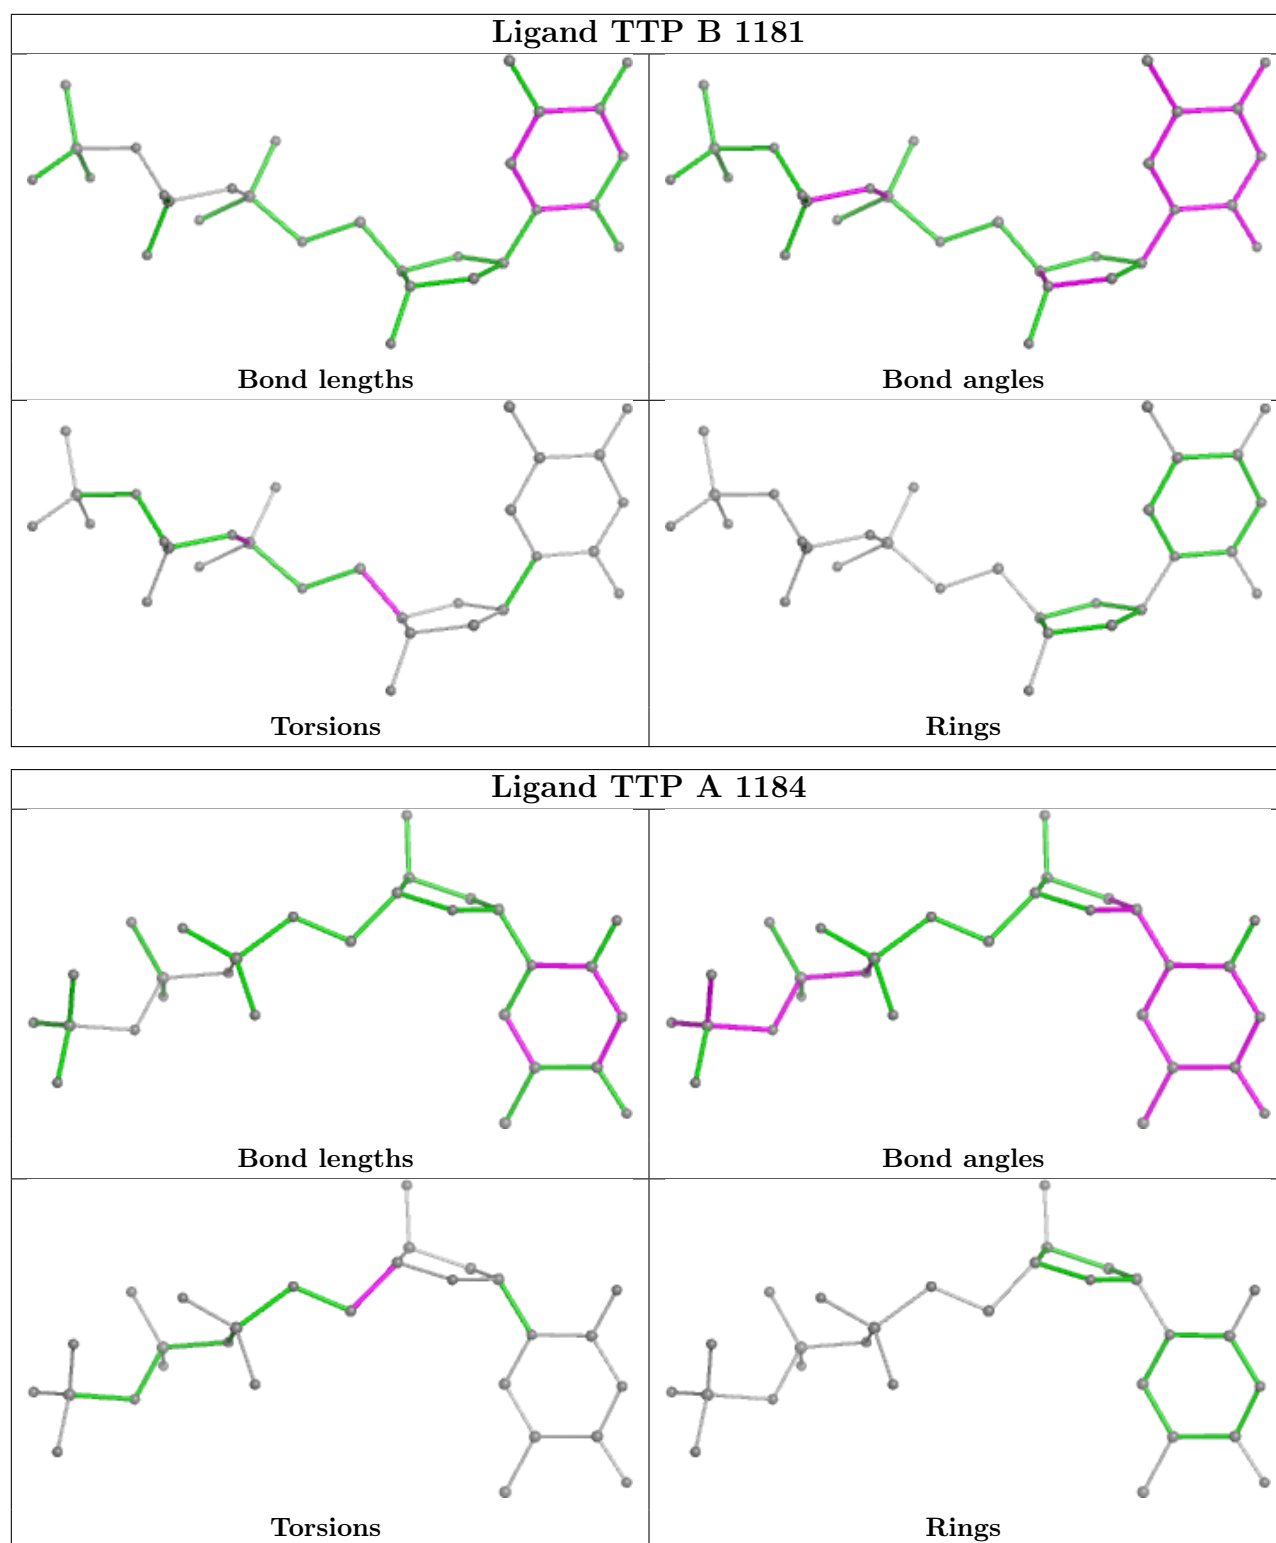 Ligand TTP B 1181
Bond lengths
Bond angles
Torsions
Rings
Ligand TTP A 1184
Bond lengths
Bond angles
Torsions
Rings